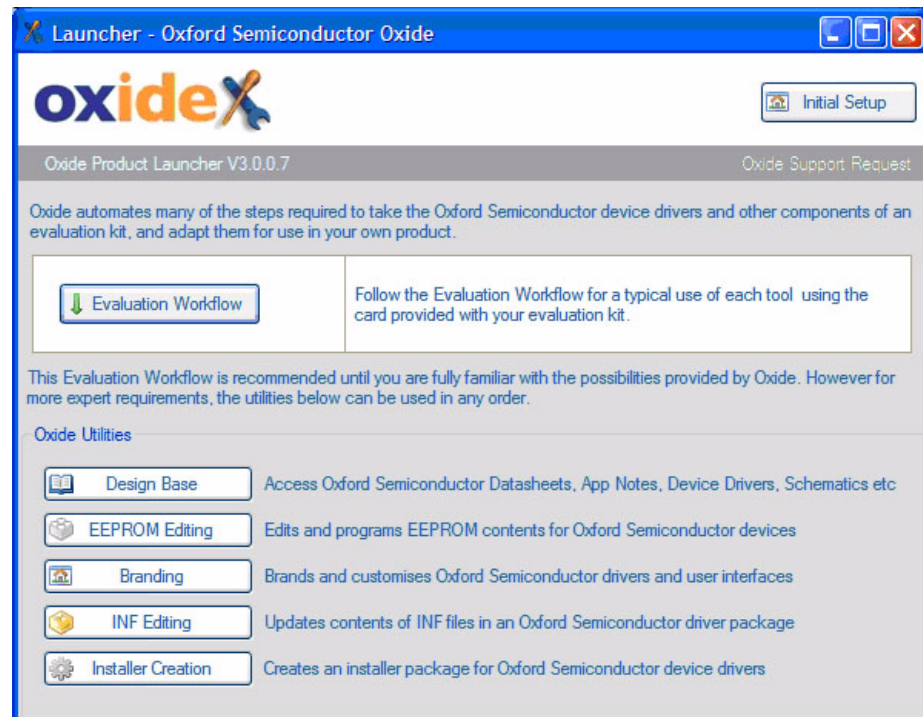 Launcher - Oxford Semiconductor Oxide
oxide
Initial Setup
Oxide Product Launcher V3.0.0.7 Oxide Support Request
Oxide automates many of the steps required to take the Oxford Semiconductor device drivers and other components of an
evaluation kit, and adapt them for use in your own product.
Evaluation Workflow
Follow the Evaluation Workflow for a typical use of each tool using the
card provided with your evaluation kit.
This Evaluation Workflow is recommended until you are fully familiar with the possibilities provided by Oxide. However for
more expert requirements, the utilities below can be used in any order.
Oxide Utilities
Design Base Access Oxford Semiconductor Datasheets, App Notes, Device Drivers, Schematics etc
EEPROM Editing Edits and programs EEPROM contents for Oxford Semiconductor devices
Branding Brands and customises Oxford Semiconductor drivers and user interfaces
INF Editing Updates contents of INF files in an Oxford Semiconductor driver package
Installer Creation Creates an installer package for Oxford Semiconductor device drivers